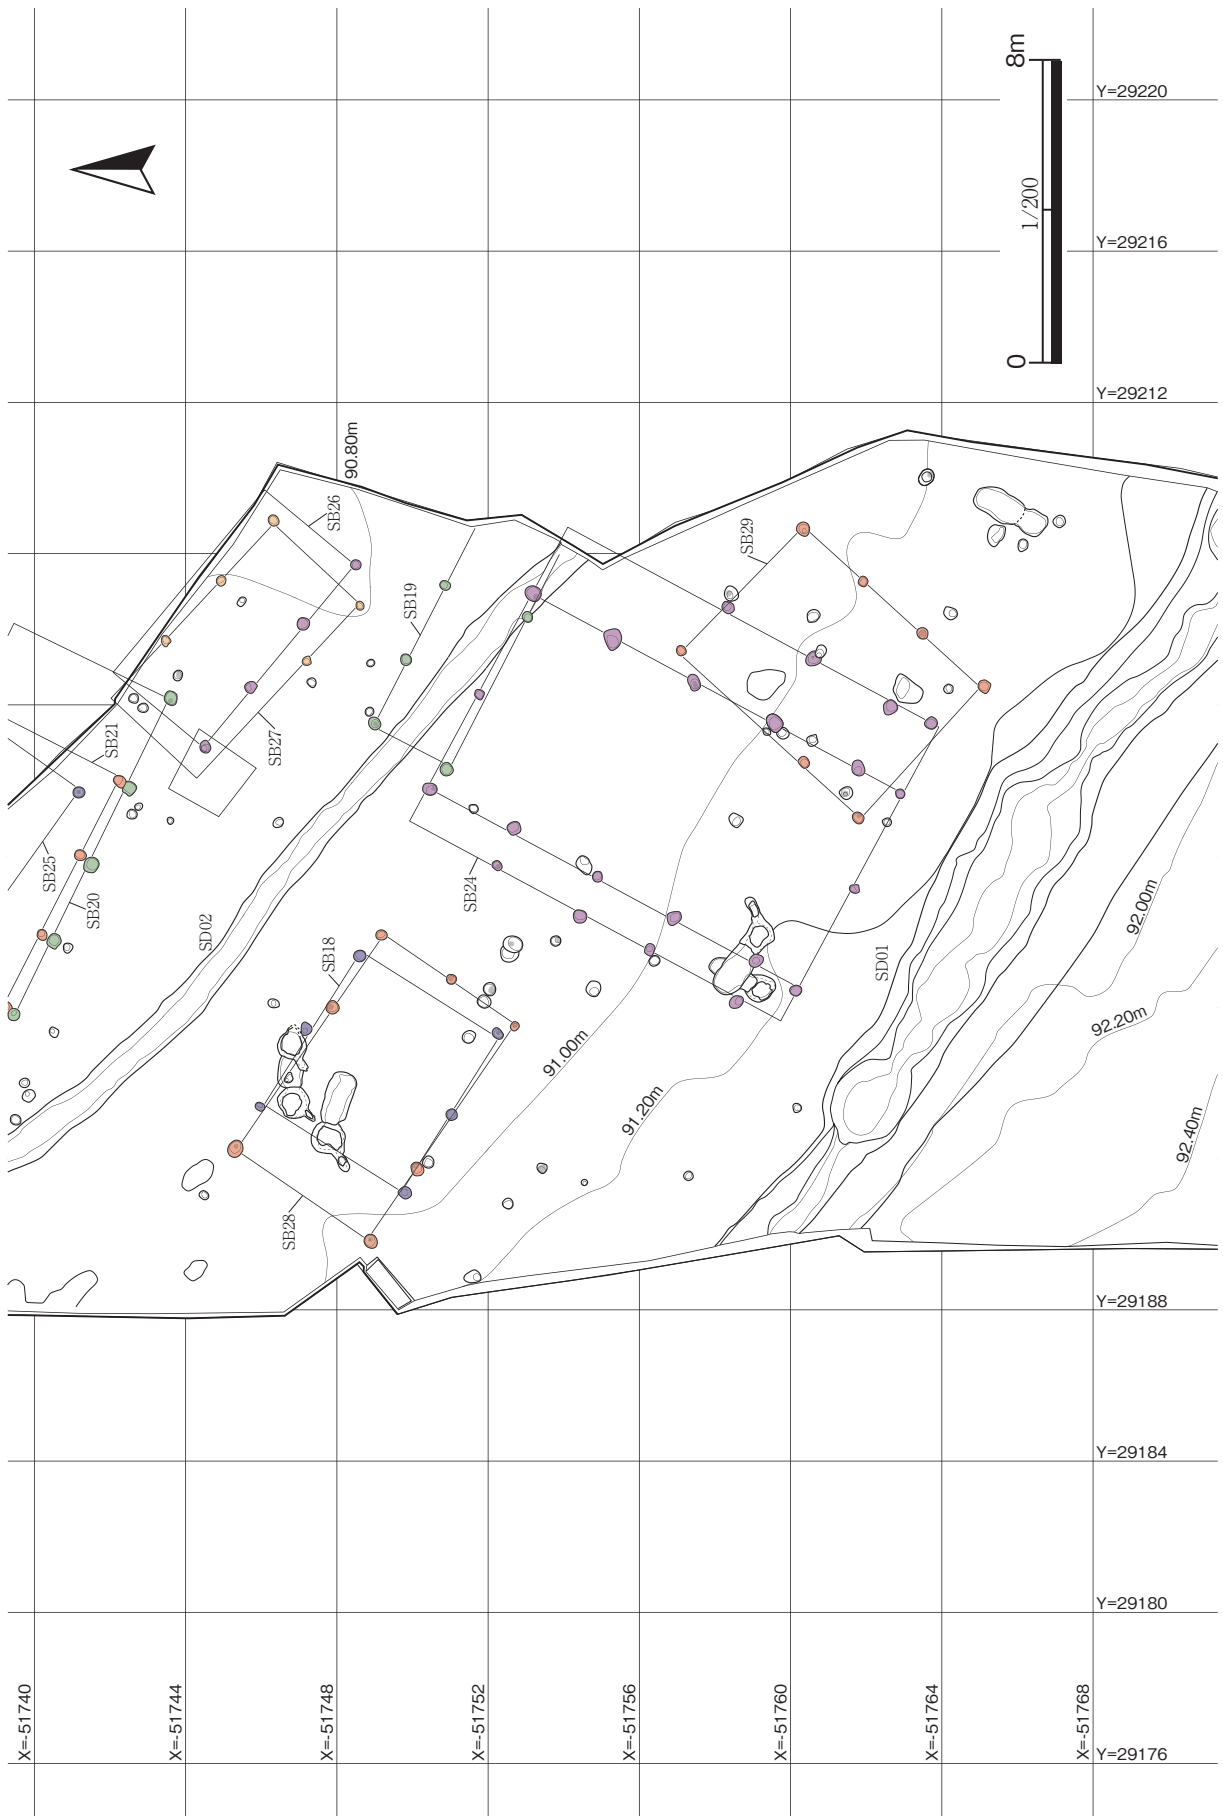 8m
1/200
0
Y=29220
Y=29216
Y=29212
90.80m
SB26
SB29
SB19
SB21
SB27
SB25
SB20
SB24
SD02
SB18
SD01
92.00m
92.20m
91.00m
91.20m
92.40m
SB28
Y=29188
Y=29184
Y=29180
X=-51740
X=-51744
X=-51748
X=-51752
X=-51756
X=-51760
X=-51764
X=-51768
Y=29176